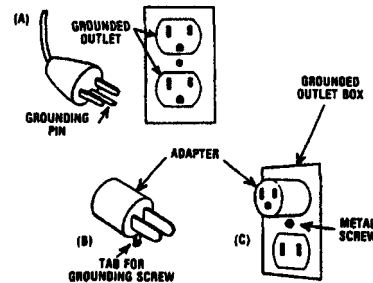 (A)
GROUNDED
OUTLET
GROUNDING
PIN
GROUNDED
OUTLET BOX
ADAPTER
(B)
TAB FOR
GROUNDING SCREW
(C)
METAL
SCREW